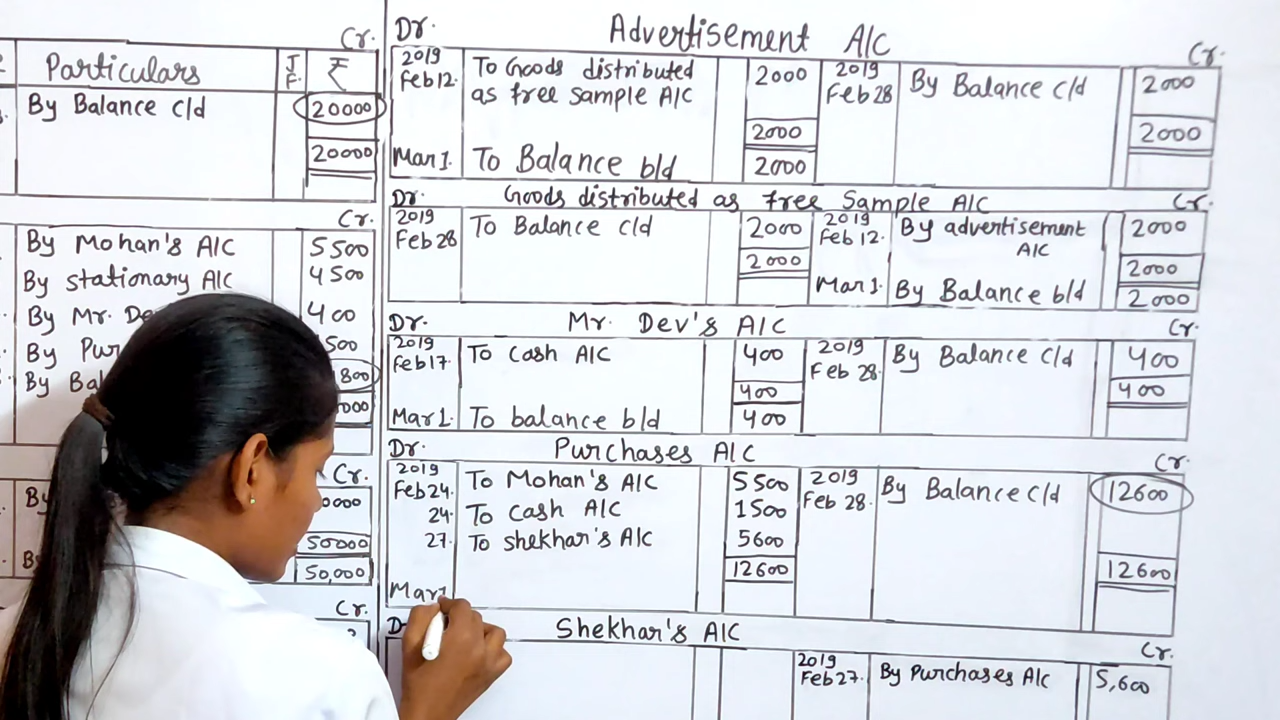 Cr.
Particulars J.F. ₹
By Balance c/d 20000
20000
Cr.
By Mohan's A/C 5500
By stationary A/C 4500
By Mr. 400
By 500
By 800
000
Cr.
By 0000
50000
50,000
Cr.
Dr. Advertisement A/C Cr.
2019 2019
Feb 12. To Goods distributed 2000 Feb 28 By Balance c/d 2000
as free sample A/C
2000 2000
Mar 1. To Balance b/d 2000
Dr. Goods distributed as free Sample A/C Cr.
2019 2019
Feb 28 To Balance c/d 2000 Feb 12. By advertisement 2000
A/C
2000 2000
Mar 1. By Balance b/d 2000
Dr. Mr. Dev's A/C Cr.
2019 2019
Feb 17. To Cash A/C 400 Feb 28. By Balance c/d 400
400 400
Mar 1. To balance b/d 400
Dr. Purchases A/C Cr.
2019 2019
Feb 24. To Mohan's A/C 5500 Feb 28. By Balance c/d 12600
24. To Cash A/C 1500
27. To shekhar's A/C 5600
12600 12600
Mar 1
Shekhar's A/C Cr.
2019
Feb 27. By Purchases A/C 5,600